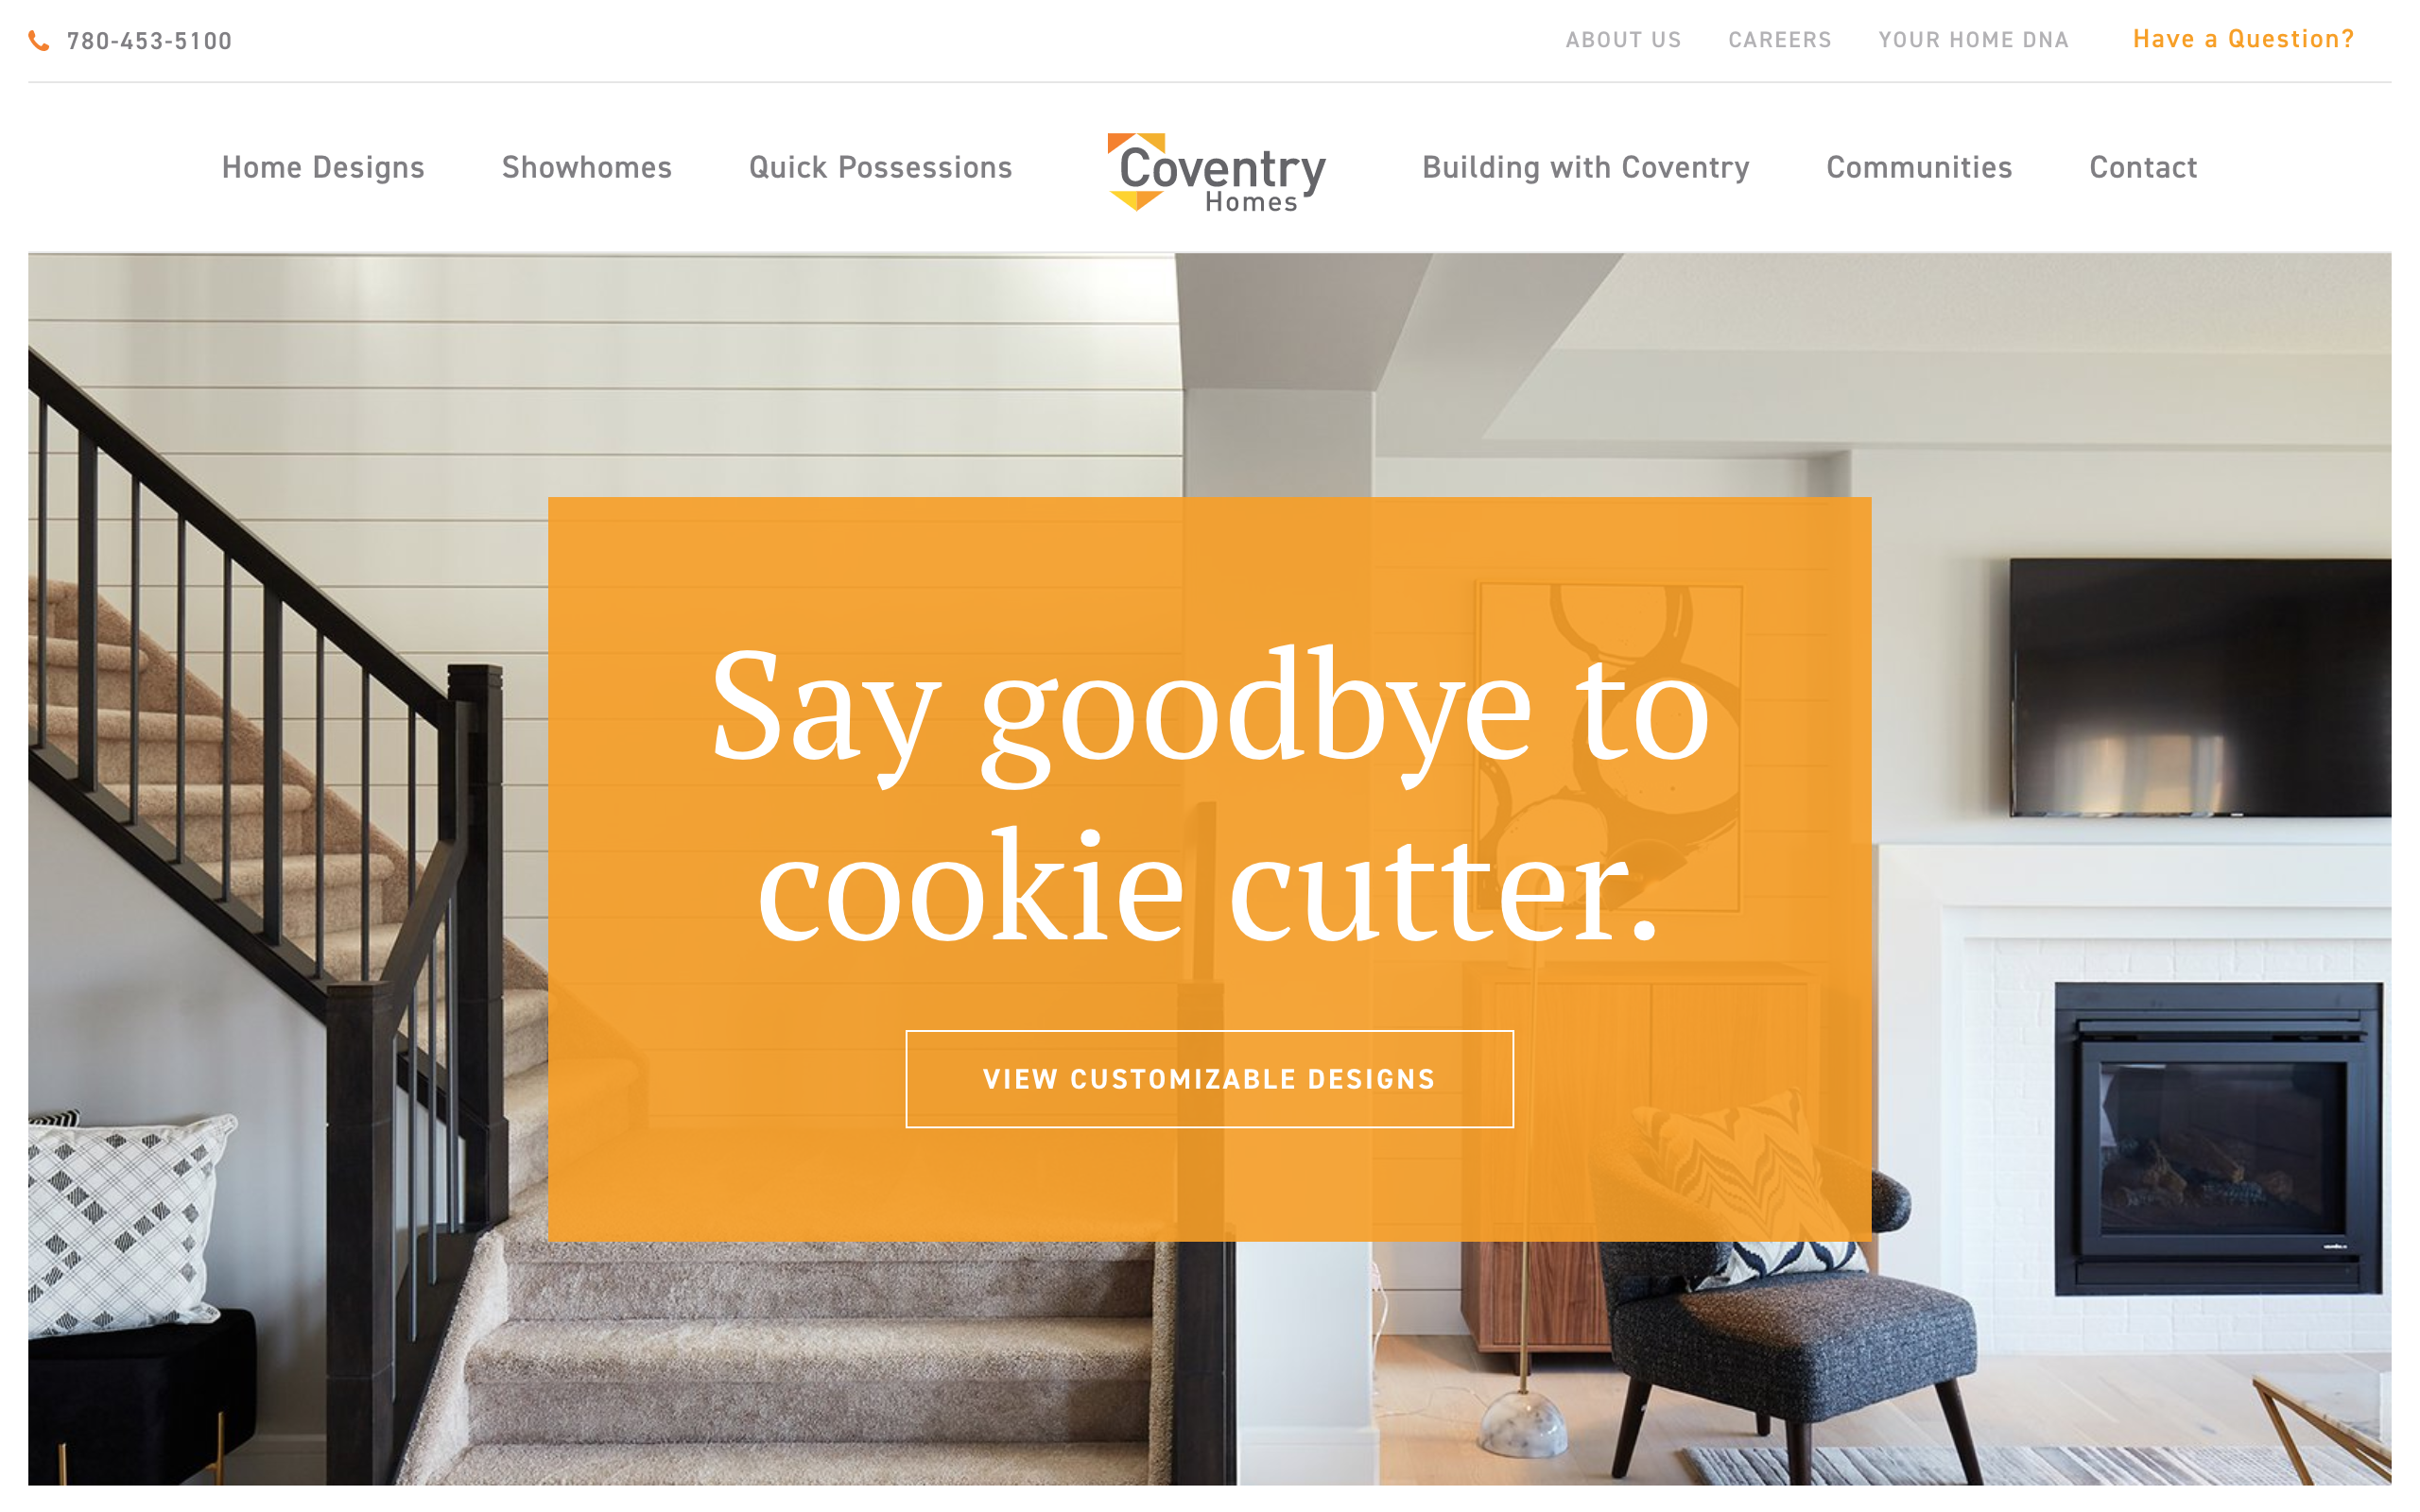 780-453-5100
ABOUT US
CAREERS
YOUR HOME DNA
Have a Question?
Home Designs
Showhomes
Quick Possessions
Coventry
Homes
Building with Coventry
Communities
Contact
Say goodbye to
cookie cutter.
VIEW CUSTOMIZABLE DESIGNS